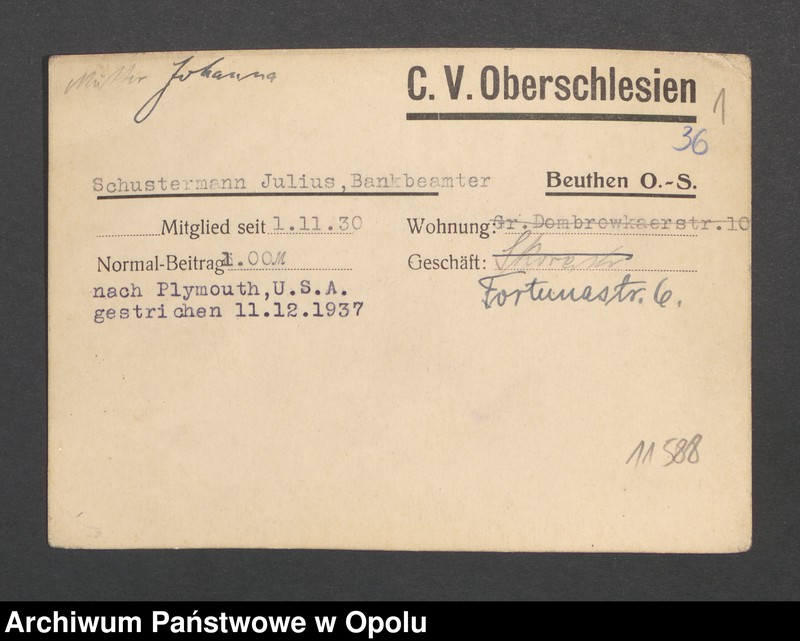 Mutter Johanna
C. V. Oberschlesien
1
36
Schustermann Julius, Bankbeamter
Beuthen O.-S.
Mitglied seit 1.11.30
Wohnung: Gr. Dombrowkaerstr. 10
Normal-Beitrag 1.00M
Geschäft:
nach Plymouth, U.S.A.
Fortunastr. 6.
gestrichen 11.12.1937
11588
Archiwum Państwowe w Opolu